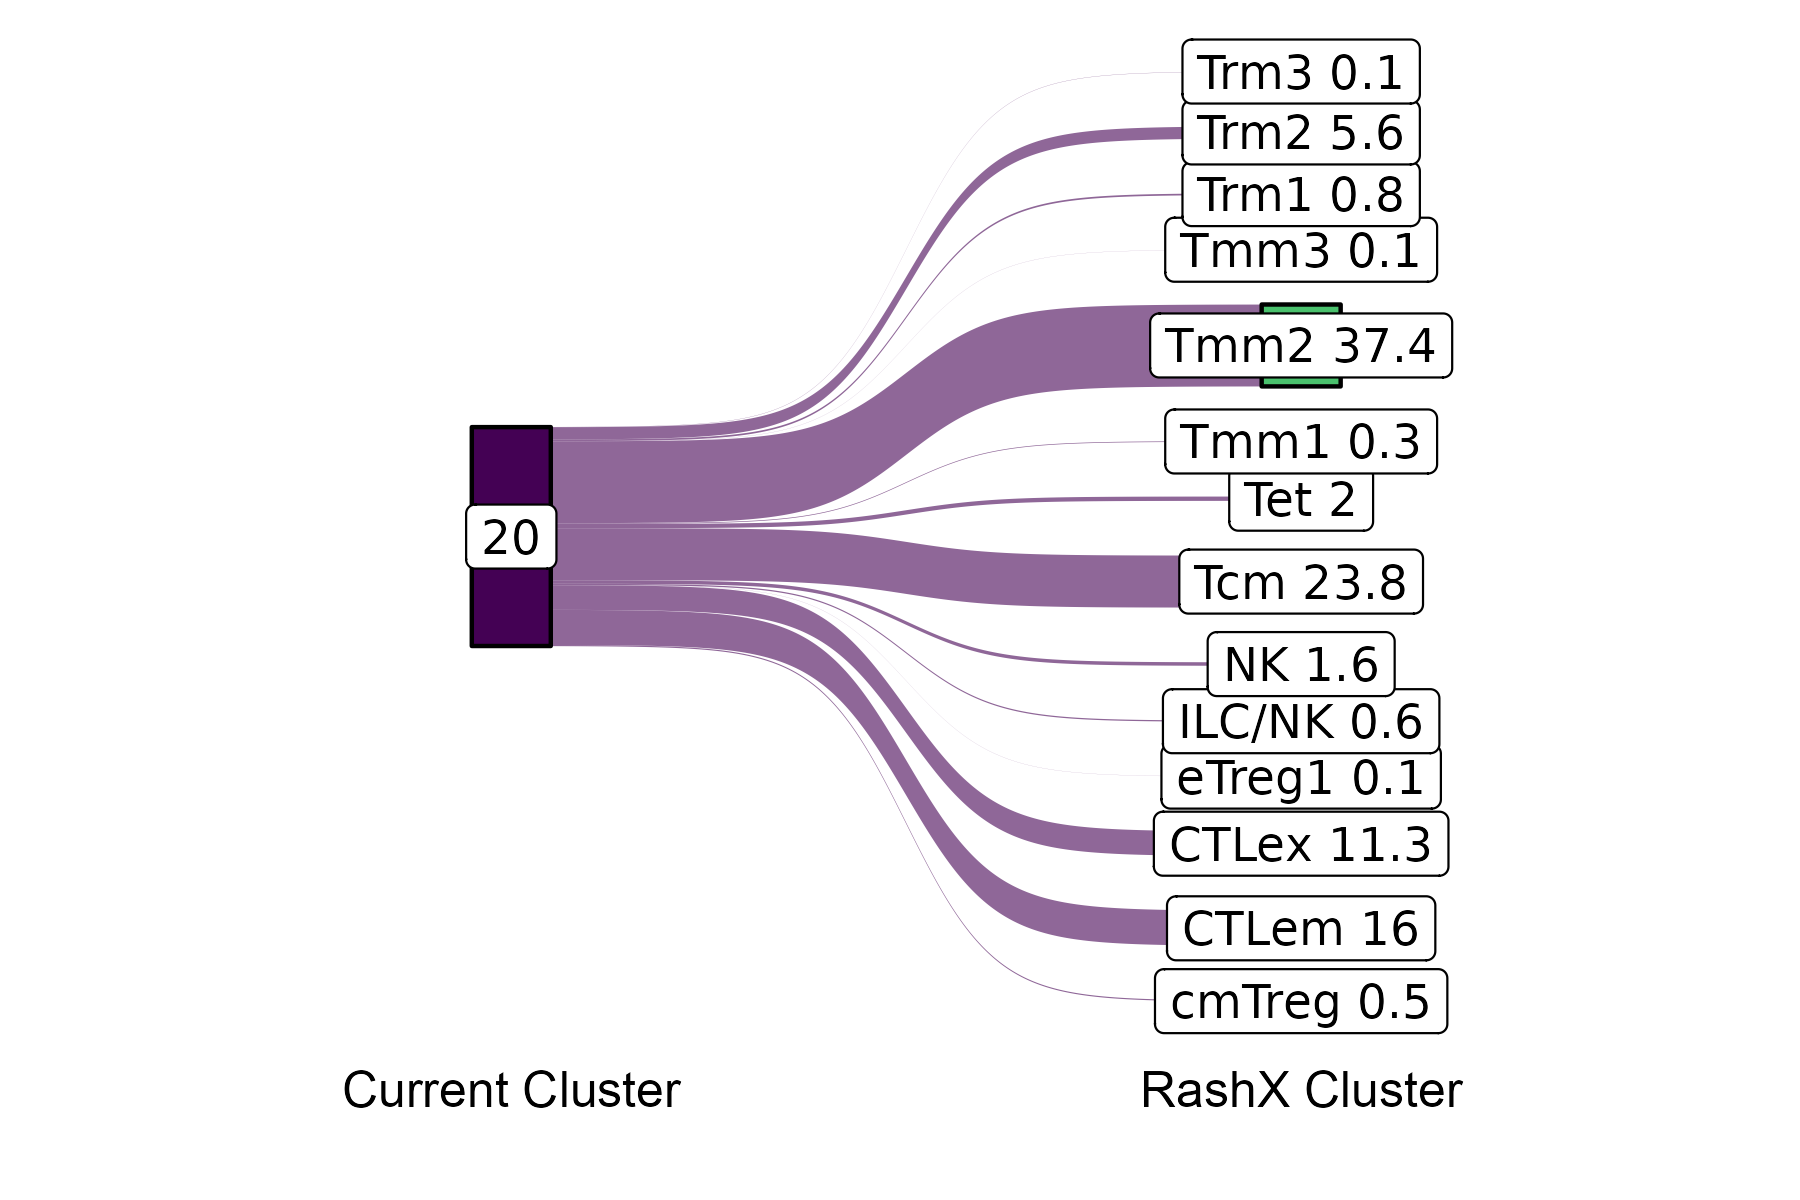 Trm3 0.1
Trm2 5.6
Trm1 0.8
Tmm3 0.1
Tmm2 37.4
Tmm1 0.3
Tet 2
20
Tcm 23.8
NK 1.6
ILC/NK 0.6
eTreg1 0.1
CTLex 11.3
CTLem 16
cmTreg 0.5
Current Cluster
RashX Cluster